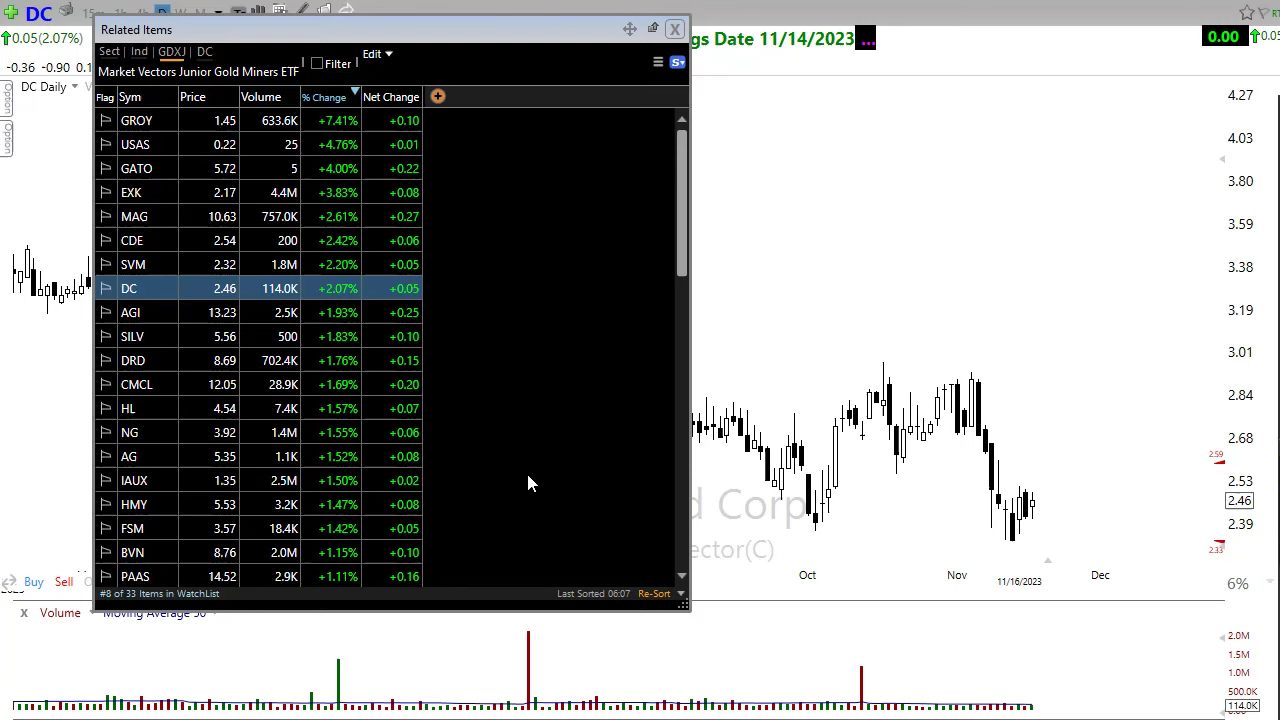 DC
0.05(2.07%)
gs Date 11/14/2023 ...
0.00
0.05
-0.36 -0.90 0.1
DC Daily
Option
Option
Related Items
X
Sect Ind GDXJ DC
Market Vectors Junior Gold Miners ETF
Filter
Edit
Flag Sym Price Volume % Change Net Change
GROY 1.45 633.6K +7.41% +0.10
USAS 0.22 25 +4.76% +0.01
GATO 5.72 5 +4.00% +0.22
EXK 2.17 4.4M +3.83% +0.08
MAG 10.63 757.0K +2.61% +0.27
CDE 2.54 200 +2.42% +0.06
SVM 2.32 1.8M +2.20% +0.05
DC 2.46 114.0K +2.07% +0.05
AGI 13.23 2.5K +1.93% +0.25
SILV 5.56 500 +1.83% +0.10
DRD 8.69 702.4K +1.76% +0.15
CMCL 12.05 28.9K +1.69% +0.20
HL 4.54 7.4K +1.57% +0.07
NG 3.92 1.4M +1.55% +0.06
AG 5.35 1.1K +1.52% +0.08
IAUX 1.35 2.5M +1.50% +0.02
HMY 5.53 3.2K +1.47% +0.08
FSM 3.57 18.4K +1.42% +0.05
BVN 8.76 2.0M +1.15% +0.10
PAAS 14.52 2.9K +1.11% +0.16
#8 of 33 Items in WatchList
Last Sorted 06:07 Re-Sort
4.27
4.03
3.80
3.59
3.38
3.19
3.01
2.84
2.68
2.59
2.53
2.46
2.39
2.33
d Corp
ector(C)
Oct Nov 11/16/2023 Dec
6%
Buy Sell
X Volume Moving Average 50
2.0M
1.5M
1.0M
500.0K
114.0K